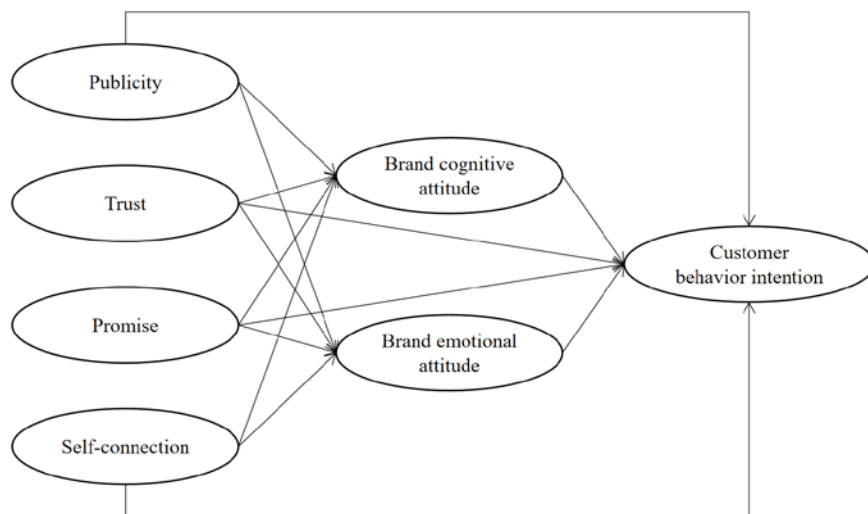 Publicity
Trust
Promise
Self-connection
Brand cognitive
attitude
Brand emotional
attitude
Customer
behavior intention